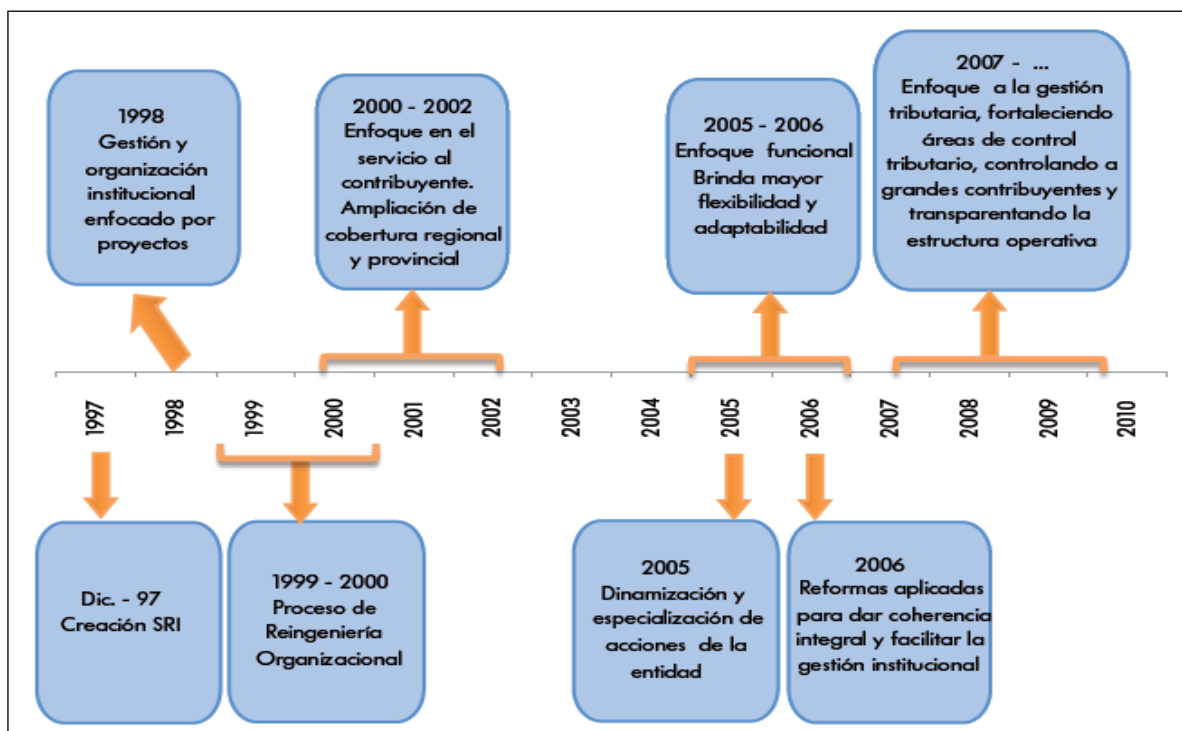 1998
Gestión y
organización
institucional
enfocado por
proyectos
2000 - 2002
Enfoque en el
servicio al
contribuyente.
Ampliación de
cobertura regional
y provincial
2005 - 2006
Enfoque funcional
Brinda mayor
flexibilidad y
adaptabilidad
2007 - ...
Enfoque a la gestión
tributaria, fortaleciendo
áreas de control
tributario, controlando a
grandes contribuyentes y
transparentando la
estructura operativa
1997
1998
1999
2000
2001
2002
2003
2004
2005
2006
2007
2008
2009
2010
Dic. - 97
Creación SRI
1999 - 2000
Proceso de
Reingeniería
Organizacional
2005
Dinamización y
especialización de
acciones de la
entidad
2006
Reformas aplicadas
para dar coherencia
integral y facilitar la
gestión institucional